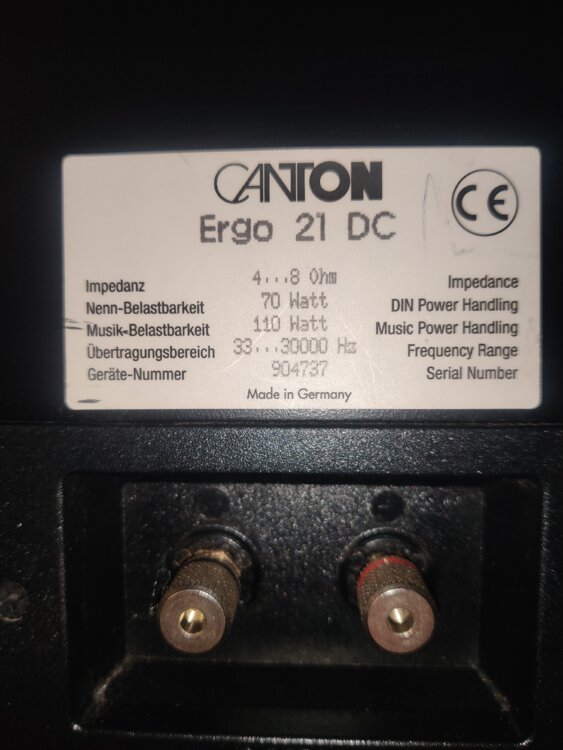 CANTON
CE
Ergo 21 DC
Impedanz 4...8 Ohm Impedance
Nenn-Belastbarkeit 70 Watt DIN Power Handling
Musik-Belastbarkeit 110 Watt Music Power Handling
Übertragungsbereich 33...30000 Hz Frequency Range
Geräte-Nummer 904737 Serial Number
Made in Germany